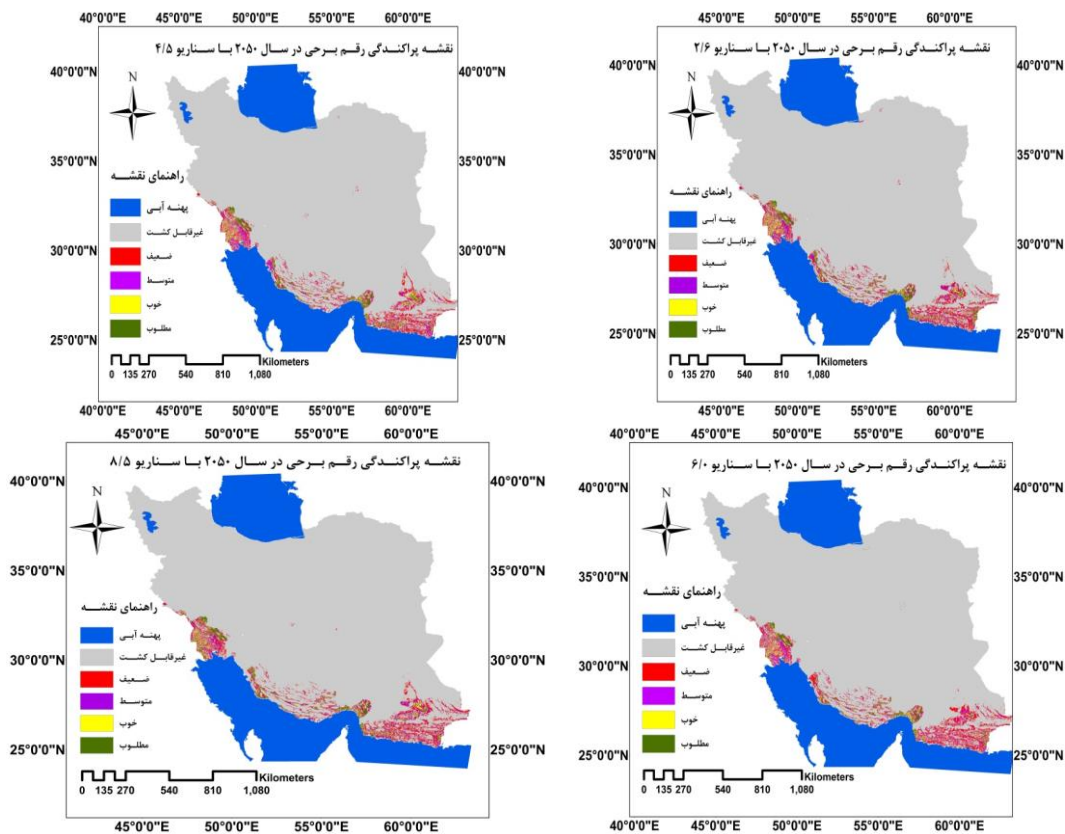 40°0'0"E 45°0'0"E 50°0'0"E 55°0'0"E 60°0'0"E
نقشه پراکندگی رقم برحی در سال ۲۰۵۰ با سناریو ۴/۵
40°0'0"N 40°0'0"N
N
35°0'0"N 35°0'0"N
راهنمای نقشه
پهنه آبی
غیرقابل کشت
ضعیف
متوسط
خوب
مطلوب
30°0'0"N 30°0'0"N
25°0'0"N 25°0'0"N
Kilometers
0 135 270 540 810 1,080
40°0'0"E 45°0'0"E 50°0'0"E 55°0'0"E 60°0'0"E
45°0'0"E 50°0'0"E 55°0'0"E 60°0'0"E
نقشه پراکندگی رقم برحی در سال ۲۰۵۰ با سناریو ۲/۶
40°0'0"N 40°0'0"N
N
35°0'0"N 35°0'0"N
راهنمای نقشه
پهنه آبی
غیرقابل کشت
ضعیف
متوسط
خوب
مطلوب
30°0'0"N 30°0'0"N
25°0'0"N 25°0'0"N
Kilometers
0 135 270 540 810 1,080
40°0'0"E 45°0'0"E 50°0'0"E 55°0'0"E 60°0'0"E
45°0'0"E 50°0'0"E 55°0'0"E 60°0'0"E
نقشه پراکندگی رقم برحی در سال ۲۰۵۰ با سناریو ۸/۵
40°0'0"N
N
35°0'0"N 35°0'0"N
راهنمای نقشه
پهنه آبی
غیرقابل کشت
ضعیف
متوسط
خوب
مطلوب
30°0'0"N 30°0'0"N
25°0'0"N 25°0'0"N
Kilometers
0 135 270 540 810 1,080
45°0'0"E 50°0'0"E 55°0'0"E 60°0'0"E
45°0'0"E 50°0'0"E 55°0'0"E 60°0'0"E
نقشه پراکندگی رقم برحی در سال ۲۰۵۰ با سناریو ۶/۰
40°0'0"N 40°0'0"N
N
35°0'0"N 35°0'0"N
راهنمای نقشه
پهنه آبی
غیرقابل کشت
ضعیف
متوسط
خوب
مطلوب
30°0'0"N 30°0'0"N
25°0'0"N 25°0'0"N
Kilometers
0 135 270 540 810 1,080
40°0'0"E 45°0'0"E 50°0'0"E 55°0'0"E 60°0'0"E